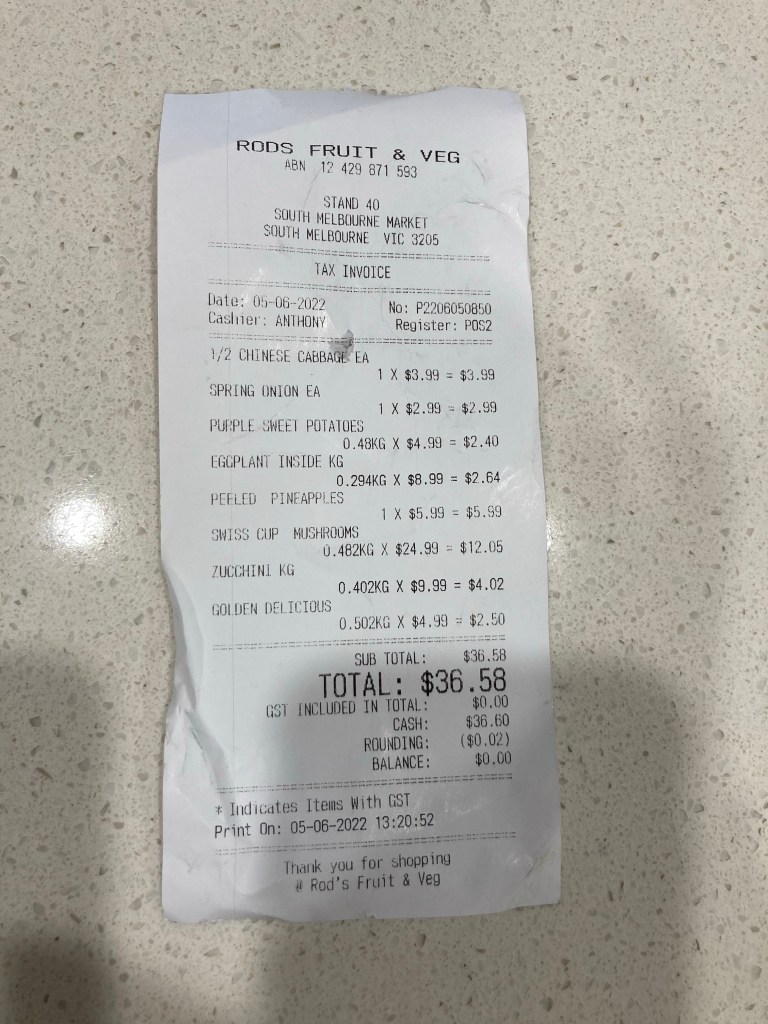 RODS FRUIT & VEG
ABN 12 429 871 593
STAND 40
SOUTH MELBOURNE MARKET
SOUTH MELBOURNE VIC 3205
TAX INVOICE
Date: 05-06-2022 No: P2206050850
Cashier: ANTHONY Register: POS2
1/2 CHINESE CABBAGE EA
1 X $3.99 = $3.99
SPRING ONION EA
1 X $2.99 = $2.99
PURPLE SWEET POTATOES
0.48KG X $4.99 = $2.40
EGGPLANT INSIDE KG
0.294KG X $8.99 = $2.64
PEELED PINEAPPLES
1 X $5.99 = $5.99
SWISS CUP MUSHROOMS
0.482KG X $24.99 = $12.05
ZUCCHINI KG
0.402KG X $9.99 = $4.02
GOLDEN DELICIOUS
0.502KG X $4.99 = $2.50
SUB TOTAL: $36.58
TOTAL: $36.58
GST INCLUDED IN TOTAL: $0.00
CASH: $36.60
ROUNDING: ($0.02)
BALANCE: $0.00
* Indicates Items With GST
Print On: 05-06-2022 13:20:52
Thank you for shopping
@ Rod's Fruit & Veg